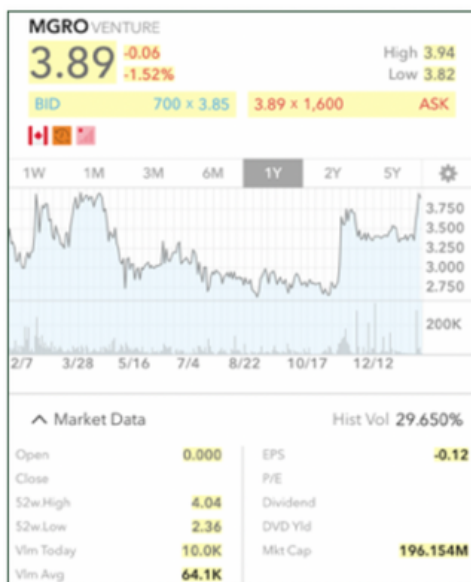 MGRO VENTURE
3.89 -0.06 High 3.94
-1.52% Low 3.82
BID 700 x 3.85 3.89 x 1,600 ASK
1W 1M 3M 6M 1Y 2Y 5Y
3.750
3.500
3.250
3.000
2.750
200K
2/7 3/28 5/16 7/4 8/22 10/17 12/12
Market Data Hist Vol 29.650%
Open 0.000 EPS -0.12
Close P/E
52w.High 4.04 Dividend
52w.Low 2.36 DVD Yld
Vlm Today 10.0K Mkt Cap 196.154M
Vlm Avg 64.1K